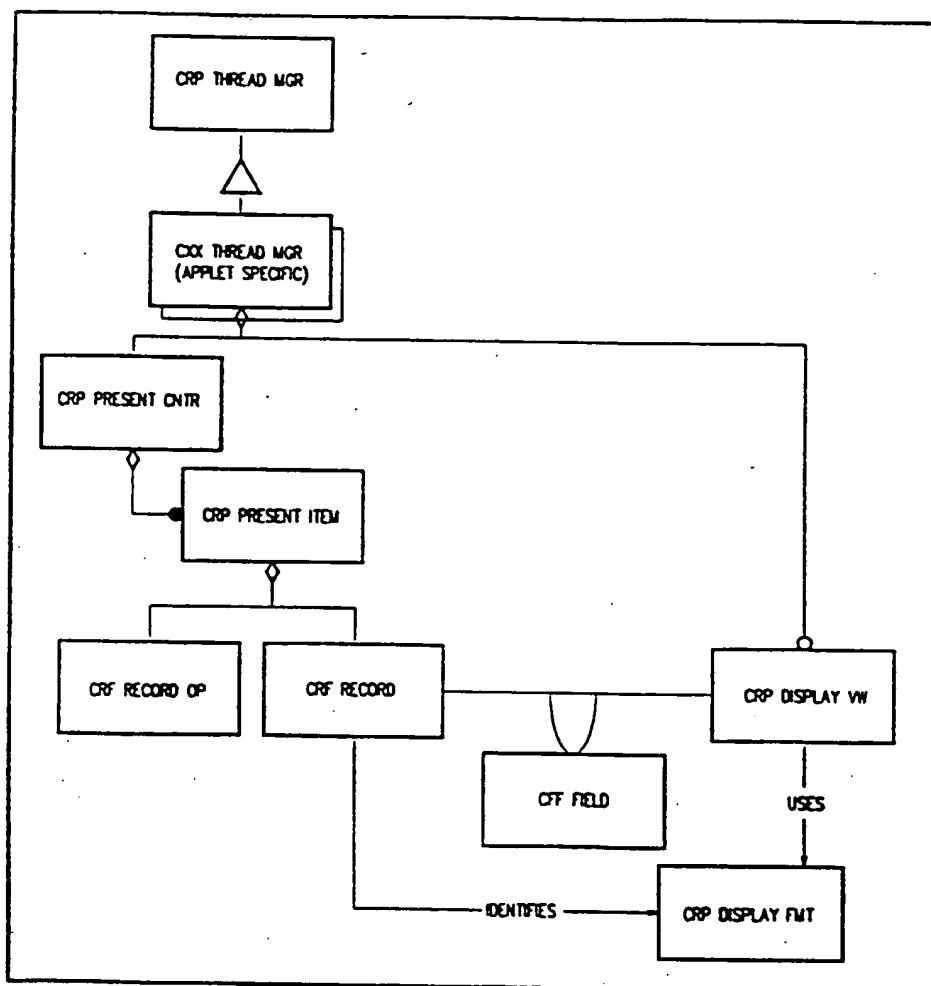 CRP THREAD MGR
CXX THREAD MGR
(APPLET SPECIFIC)
CRP PRESENT CNTR
CRP PRESENT ITEM
CRF RECORD OP
CRF RECORD
CRP DISPLAY VW
CFF FIELD
USES
IDENTIFIES
CRP DISPLAY FMT